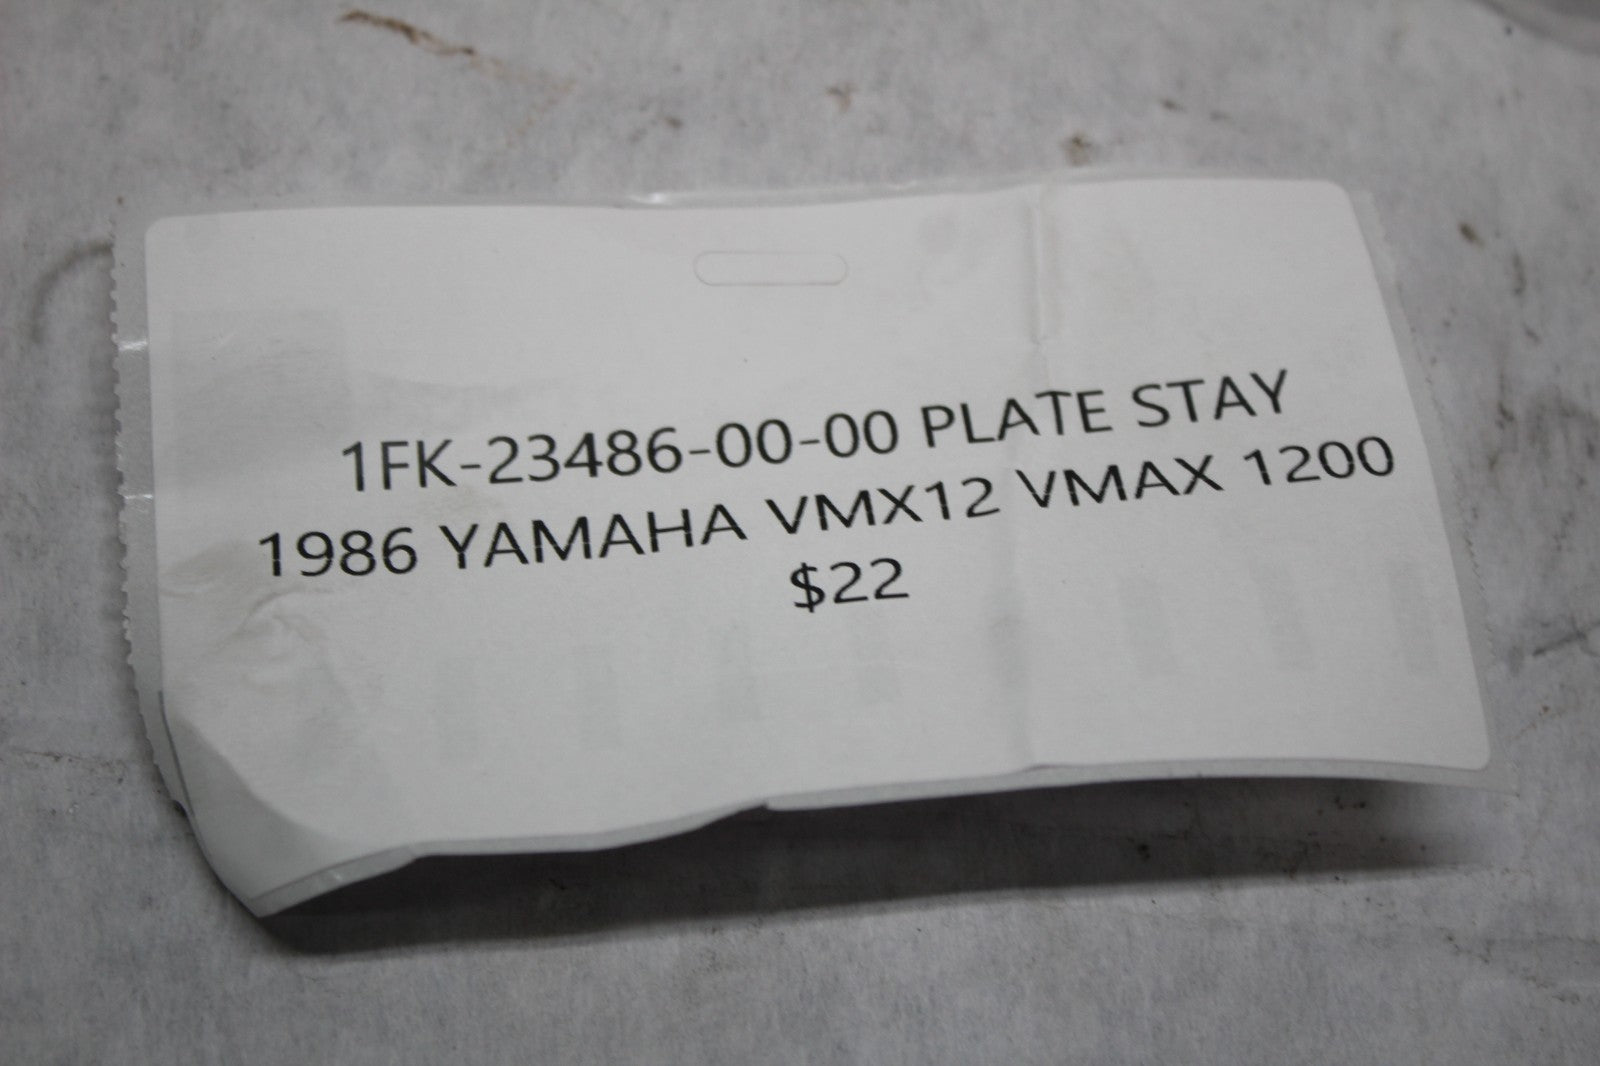 1FK-23486-00-00 PLATE STAY
1986 YAMAHA VMX12 VMAX 1200
$22